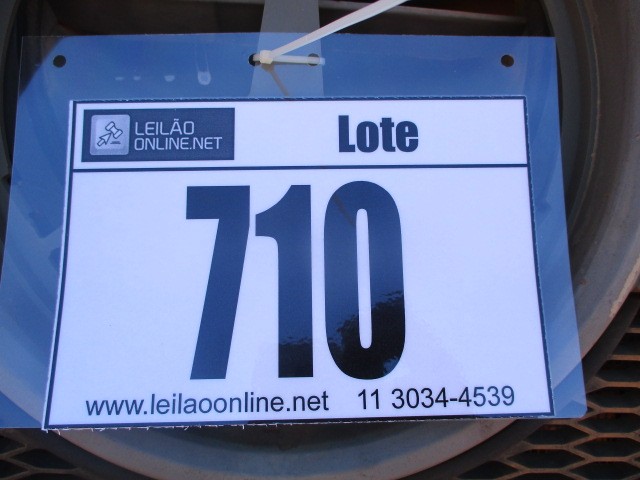 LEILÃO
ONLINE.NET
Lote
710
www.leilaoonline.net 11 3034-4539